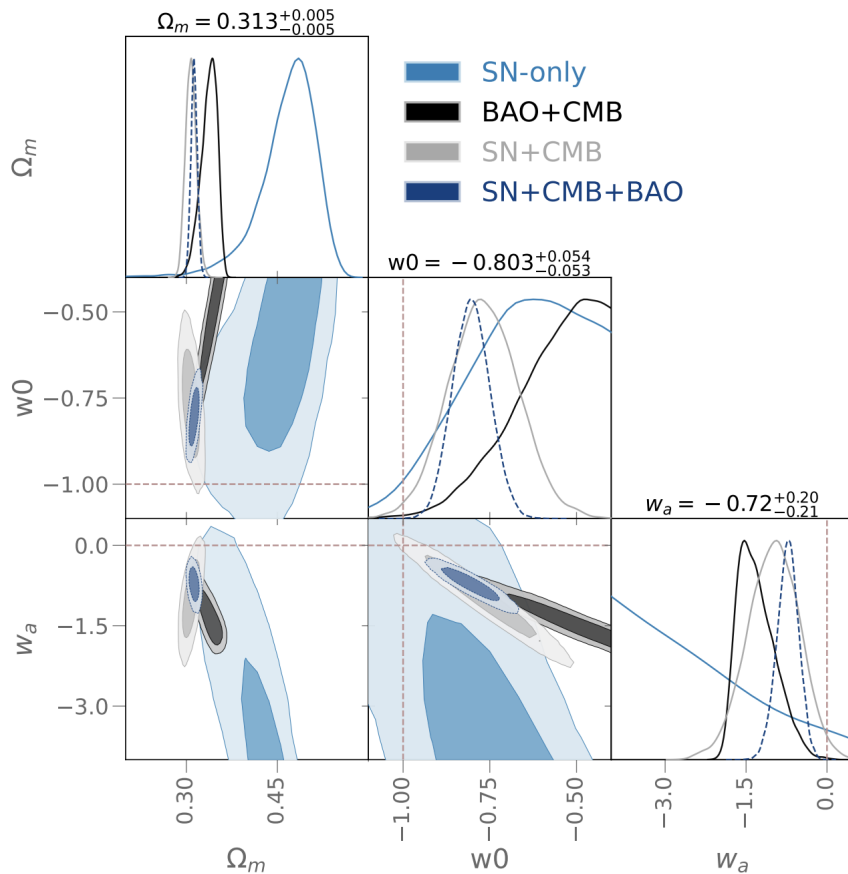 Ωₘ = 0.313⁺⁰·⁰⁰⁵₋₀.₀₀₅
SN-only
BAO+CMB
SN+CMB
SN+CMB+BAO
Ωₘ
w0 = −0.803⁺⁰·⁰⁵⁴₋₀.₀₅₃
−0.50
−0.75
−1.00
w0
wₐ = −0.72⁺⁰·²⁰₋₀.₂₁
0.0
−1.5
−3.0
wₐ
0.30
0.45
−1.00
−0.75
−0.50
−3.0
−1.5
0.0
Ωₘ
w0
wₐ